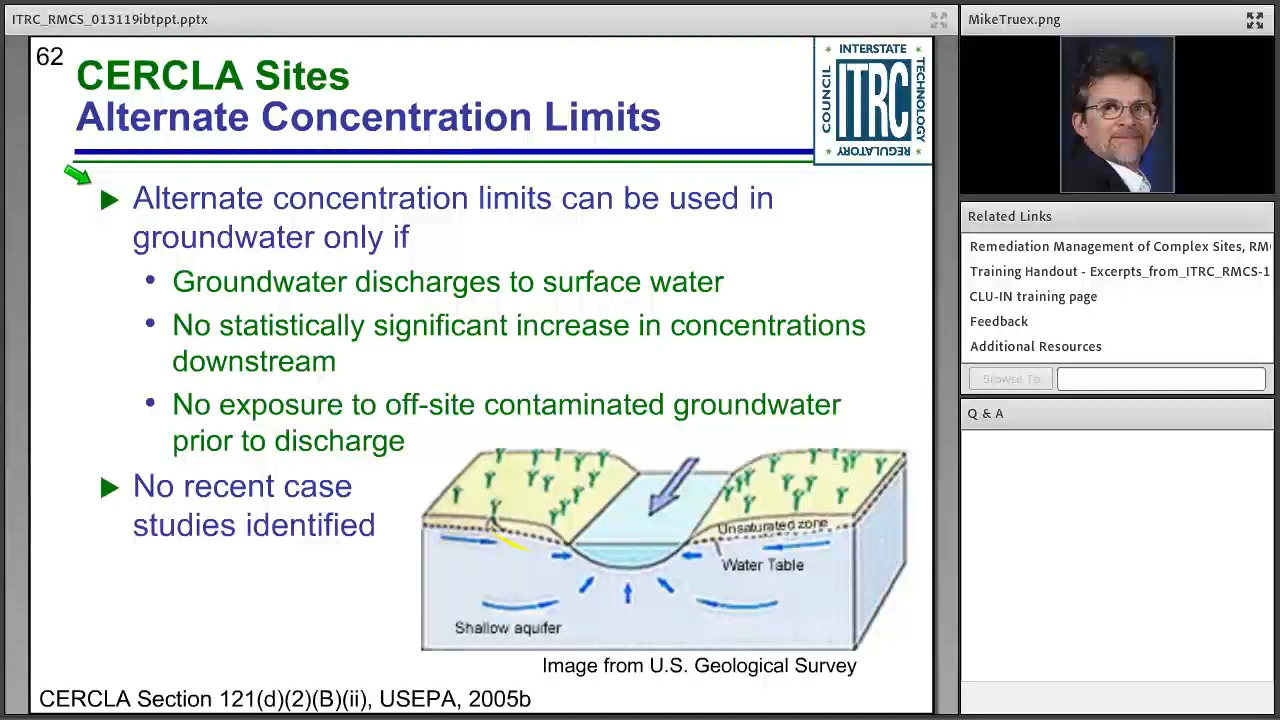 ITRC_RMCS_013119ibtppt.pptx
62
CERCLA Sites
Alternate Concentration Limits
INTERSTATE
COUNCIL
ITRC
TECHNOLOGY
REGULATORY
Alternate concentration limits can be used in
groundwater only if
Groundwater discharges to surface water
No statistically significant increase in concentrations
downstream
No exposure to off-site contaminated groundwater
prior to discharge
No recent case
studies identified
Unsaturated zone
Water Table
Shallow aquifer
Image from U.S. Geological Survey
CERCLA Section 121(d)(2)(B)(ii), USEPA, 2005b
MikeTruex.png
Related Links
Remediation Management of Complex Sites, RM
Training Handout - Excerpts_from_ITRC_RMCS-1
CLU-IN training page
Feedback
Additional Resources
Browse To
Q & A